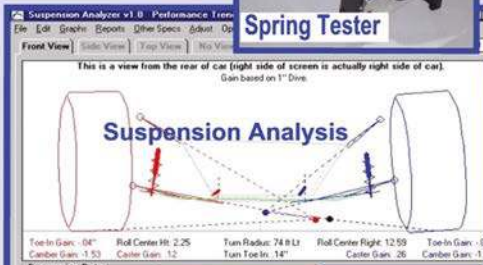 Suspension Analyzer v1.0 Performance Tren
Spring Tester
File Edit Graphs Reports Other Specs Adjust Op
Front View Side View Top View No View
This is a view from the rear of car (right side of screen is actually right side of car).
Gain based on 1" Dive.
Suspension Analysis
Toe-In Gain: -.04" Roll Center Ht: 2.25 Turn Radius: 74 ft Lt Roll Center Right: 12.59 Toe-In Gain:
Camber Gain: -1.53 Caster Gain: .12 Turn Toe In: .14" Caster Gain: .26 Camber Gain: -1